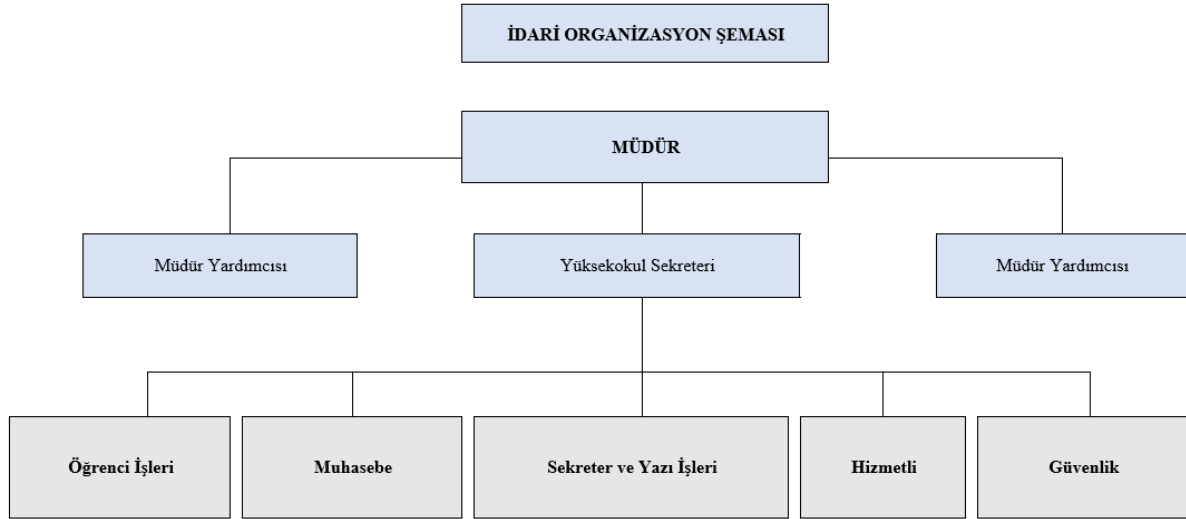 İDARİ ORGANİZASYON ŞEMASI
MÜDÜR
Müdür Yardımcısı
Yüksekokul Sekreteri
Müdür Yardımcısı
Öğrenci İşleri
Muhasebe
Sekreter ve Yazı İşleri
Hizmetli
Güvenlik